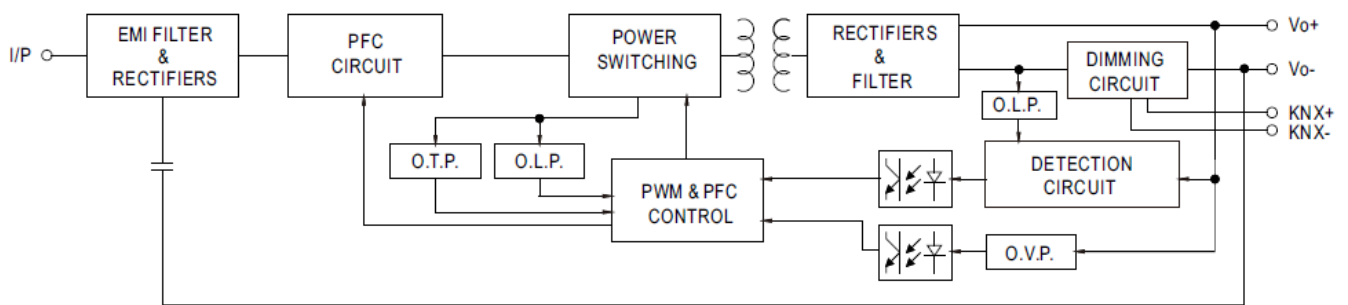 I/P
EMI FILTER
&
RECTIFIERS
PFC
CIRCUIT
POWER
SWITCHING
RECTIFIERS
&
FILTER
DIMMING
CIRCUIT
Vo+
Vo-
KNX+
KNX-
O.L.P.
O.T.P.
O.L.P.
PWM & PFC
CONTROL
DETECTION
CIRCUIT
O.V.P.